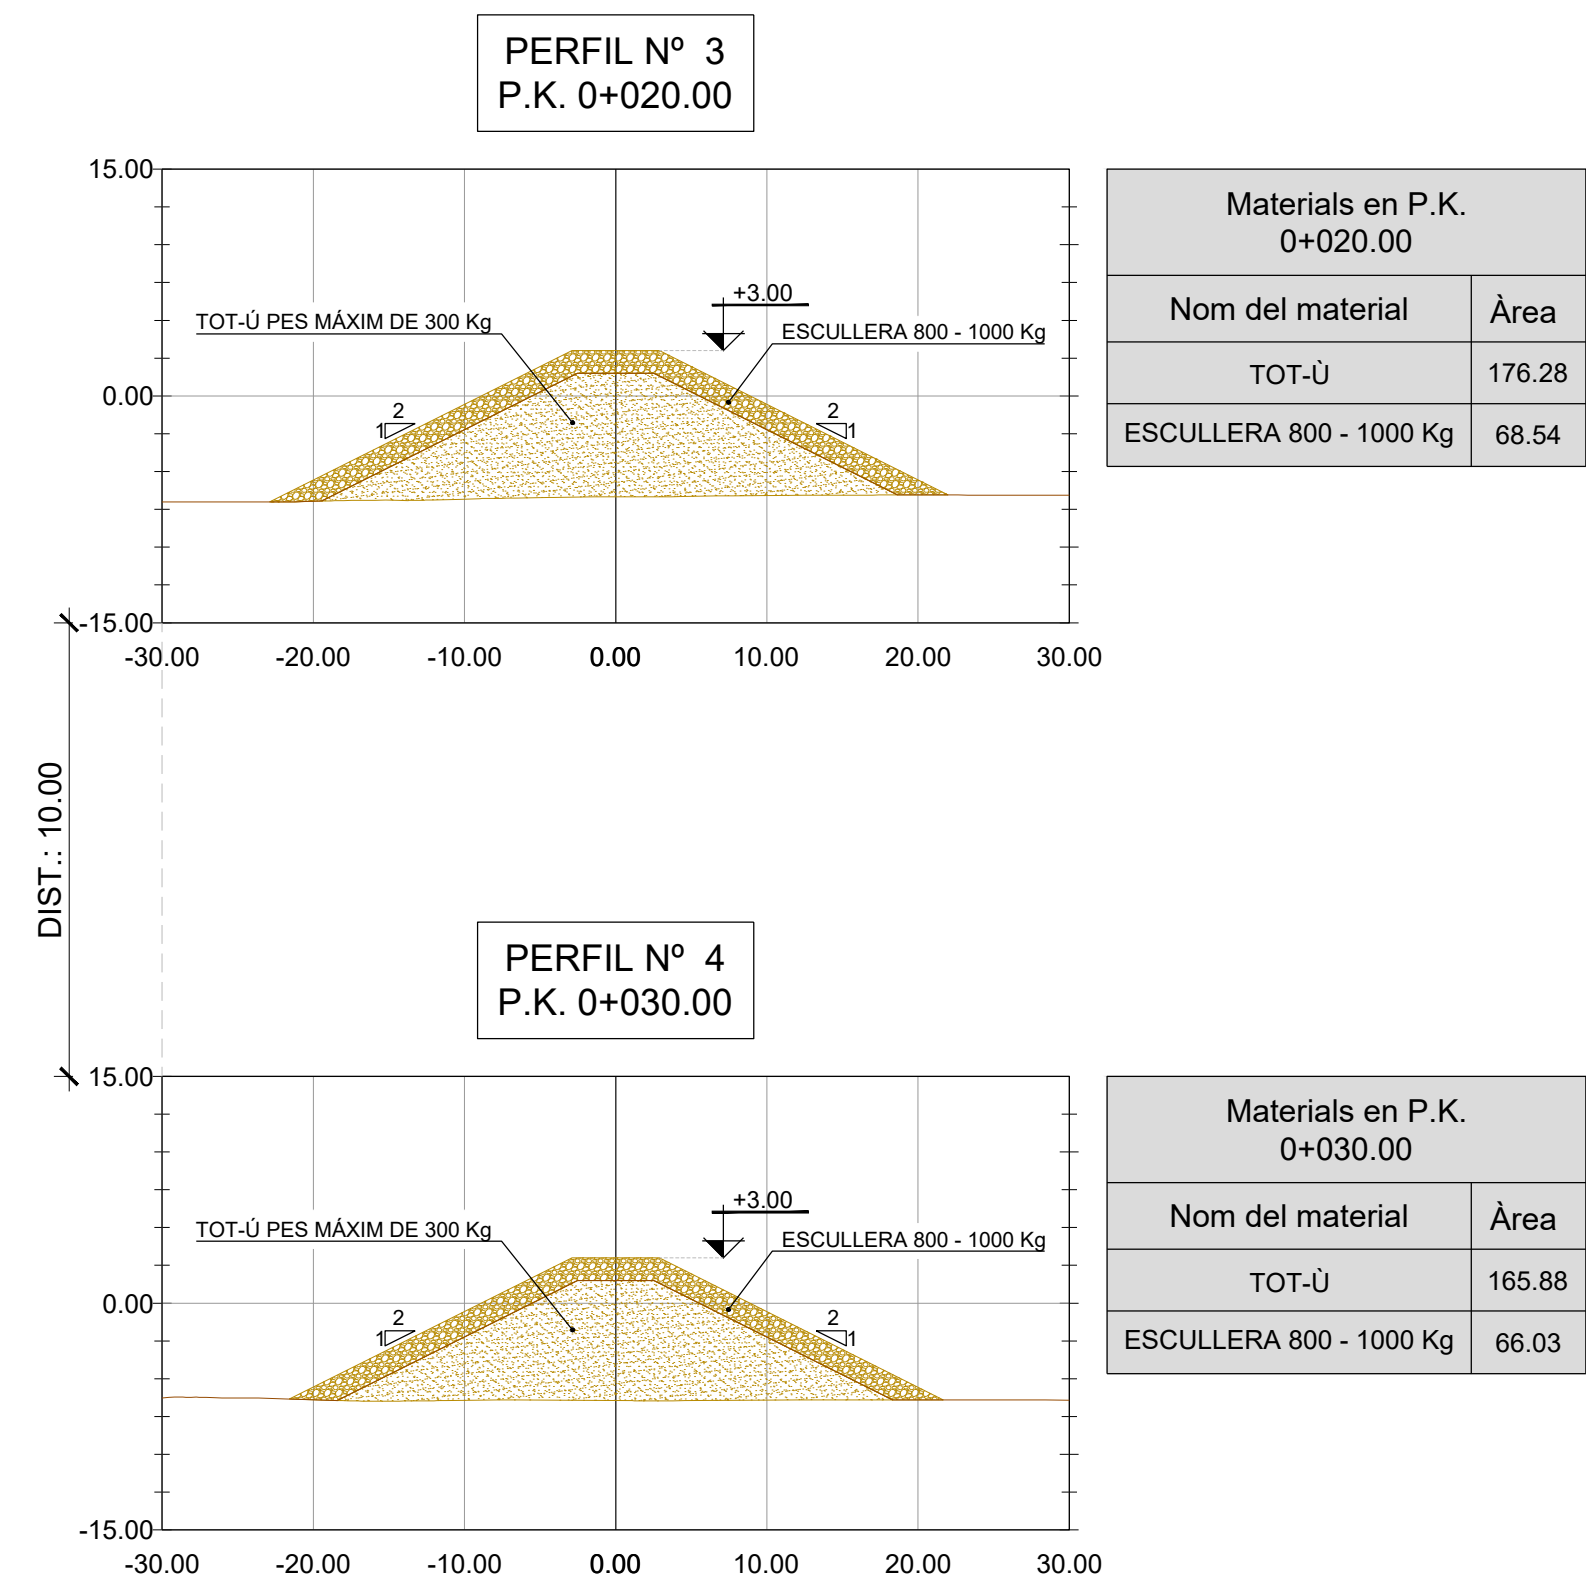 PERFIL Nº 3
P.K. 0+020.00
15.00
0.00
-15.00
-30.00 -20.00 -10.00 0.00 10.00 20.00 30.00
TOT-Ú PES MÁXIM DE 300 Kg
+3.00
ESCULLERA 800 - 1000 Kg
2
1
2
1
Materials en P.K.
0+020.00
Nom del material Àrea
TOT-Ù 176.28
ESCULLERA 800 - 1000 Kg 68.54
DIST.: 10.00
PERFIL Nº 4
P.K. 0+030.00
15.00
0.00
-15.00
-30.00 -20.00 -10.00 0.00 10.00 20.00 30.00
TOT-Ú PES MÁXIM DE 300 Kg
+3.00
ESCULLERA 800 - 1000 Kg
2
1
2
1
Materials en P.K.
0+030.00
Nom del material Àrea
TOT-Ù 165.88
ESCULLERA 800 - 1000 Kg 66.03